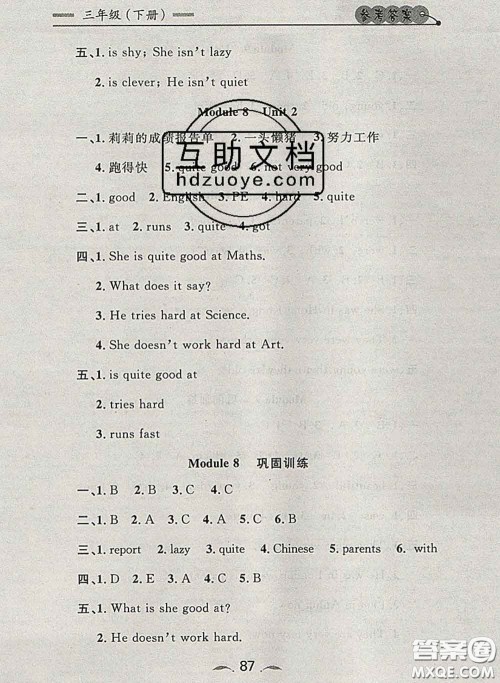 三年级（下册）
参考答案
五、1. is shy; She isn't lazy
2. is clever; He isn't quiet
Module 8 Unit 2
一、1. 莉莉的成绩报告单 2. 一头懒猪 3. 努力工作
4. 跑得快 5. quite good 6. not very good
二、1. good 2. English 3. PE 4. hard 5. quite
三、1. at 2. runs 3. quite 4. got
四、1. She is quite good at Maths.
2. What does it say?
3. He tries hard at Science.
4. She doesn't work hard at Art.
五、1. is quite good at
2. tries hard
3. runs fast
Module 8 巩固训练
一、1. B 2. B 3. C 4. C
二、1. B 2. A 3. C 4. A 5. C
三、1. report 2. lazy 3. quite 4. Chinese 5. parents 6. with
四、1. D 2. E 3. A 4. B 5. C
五、1. What is she good at?
2. He doesn't work hard.
87
互助文档
hdzuoye.com
答案圈
MXQE.COM